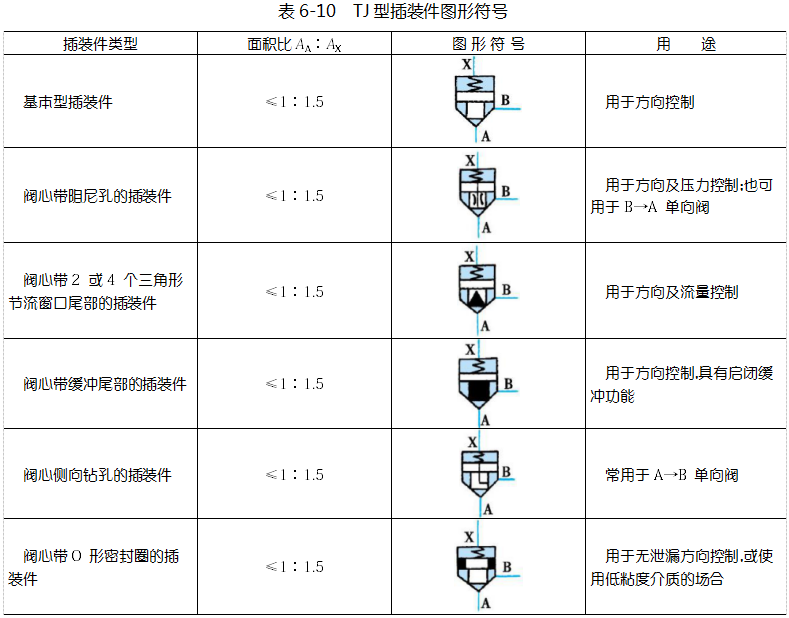 表 6-10 TJ 型插装件图形符号
插装件类型 面积比 A_A：A_X 图 形 符 号 用 途
基本型插装件 ≤1：1.5 X B A 用于方向控制
阀心带阻尼孔的插装件 ≤1：1.5 X B A 用于方向及压力控制;也可
用于 B→A 单向阀
阀心带 2 或 4 个三角形
节流窗口尾部的插装件 ≤1：1.5 X B A 用于方向及流量控制
阀心带缓冲尾部的插装件 ≤1：1.5 X B A 用于方向控制,具有启闭缓
冲功能
阀心侧向钻孔的插装件 ≤1：1.5 X B A 常用于 A→B 单向阀
阀心带 O 形密封圈的插
装件 ≤1：1.5 X B A 用于无泄漏方向控制,或使
用低粘度介质的场合